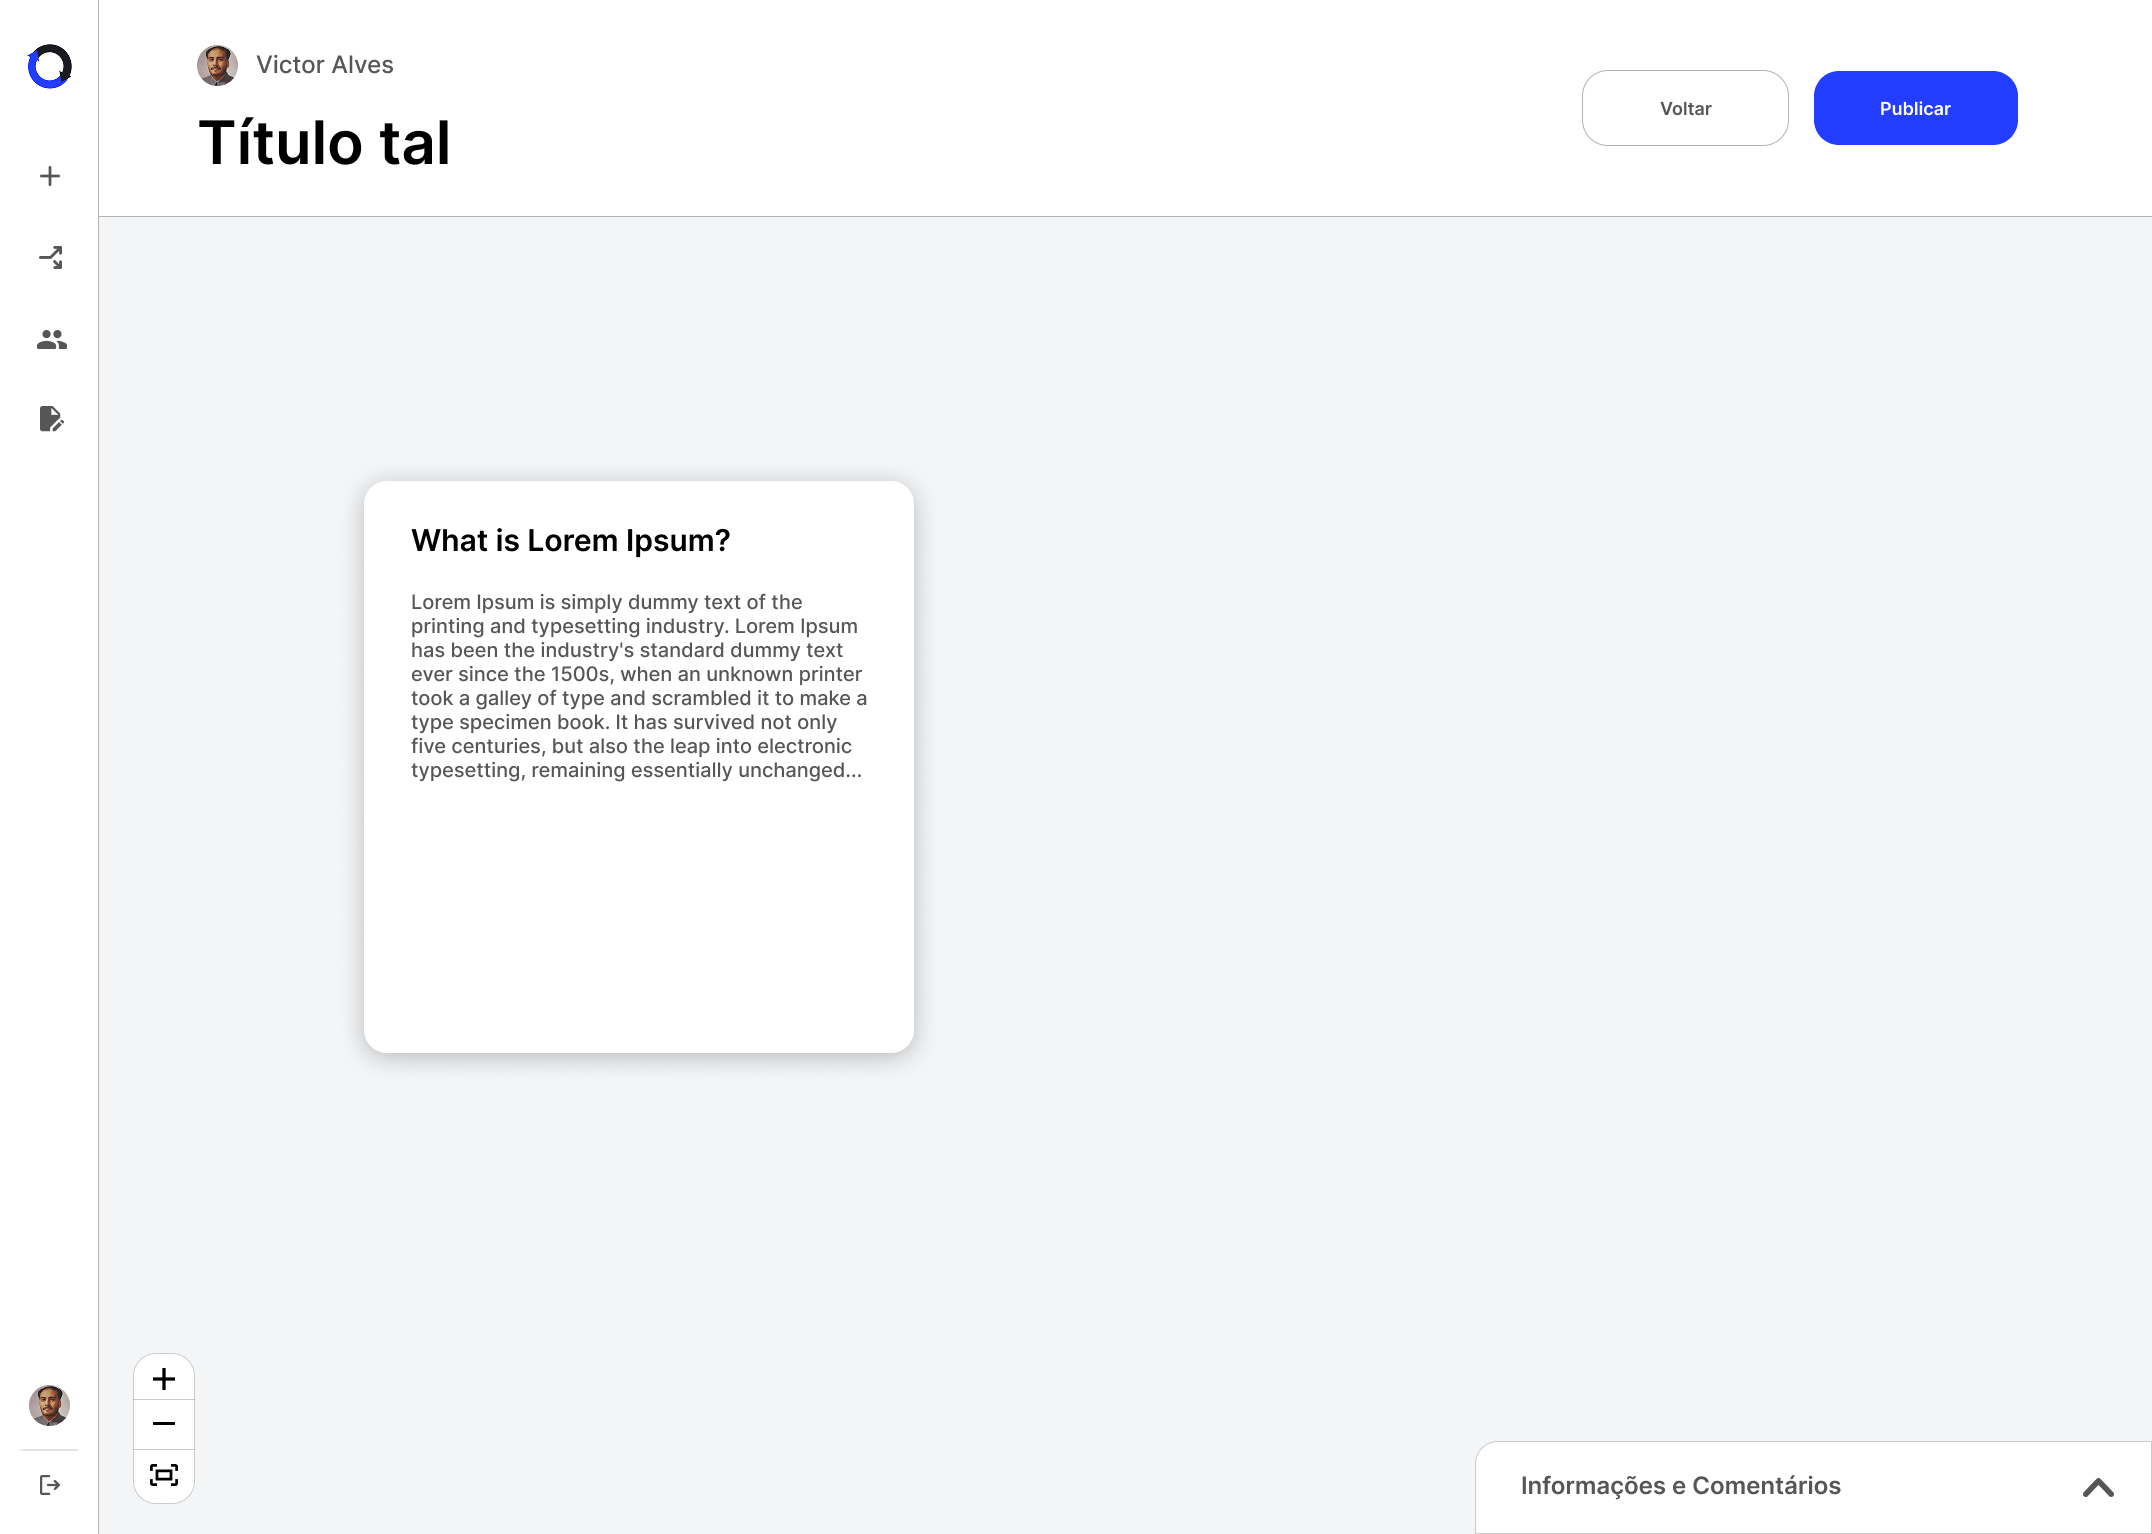 Victor Alves
Título tal
Voltar
Publicar
What is Lorem Ipsum?
Lorem Ipsum is simply dummy text of the
printing and typesetting industry. Lorem Ipsum
has been the industry's standard dummy text
ever since the 1500s, when an unknown printer
took a galley of type and scrambled it to make a
type specimen book. It has survived not only
five centuries, but also the leap into electronic
typesetting, remaining essentially unchanged...
Informações e Comentários